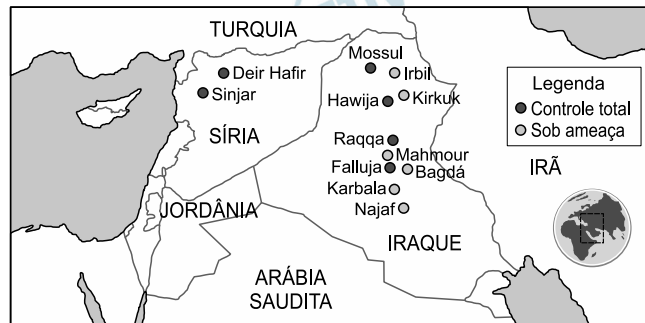 TURQUIA
Mossul
Deir Hafir
Irbil
Sinjar
Hawija
Kirkuk
Legenda
Controle total
Sob ameaça
SÍRIA
Raqqa
Mahmour
Falluja
Bagdá
IRÃ
Karbala
JORDÂNIA
Najaf
IRAQUE
ARÁBIA
SAUDITA